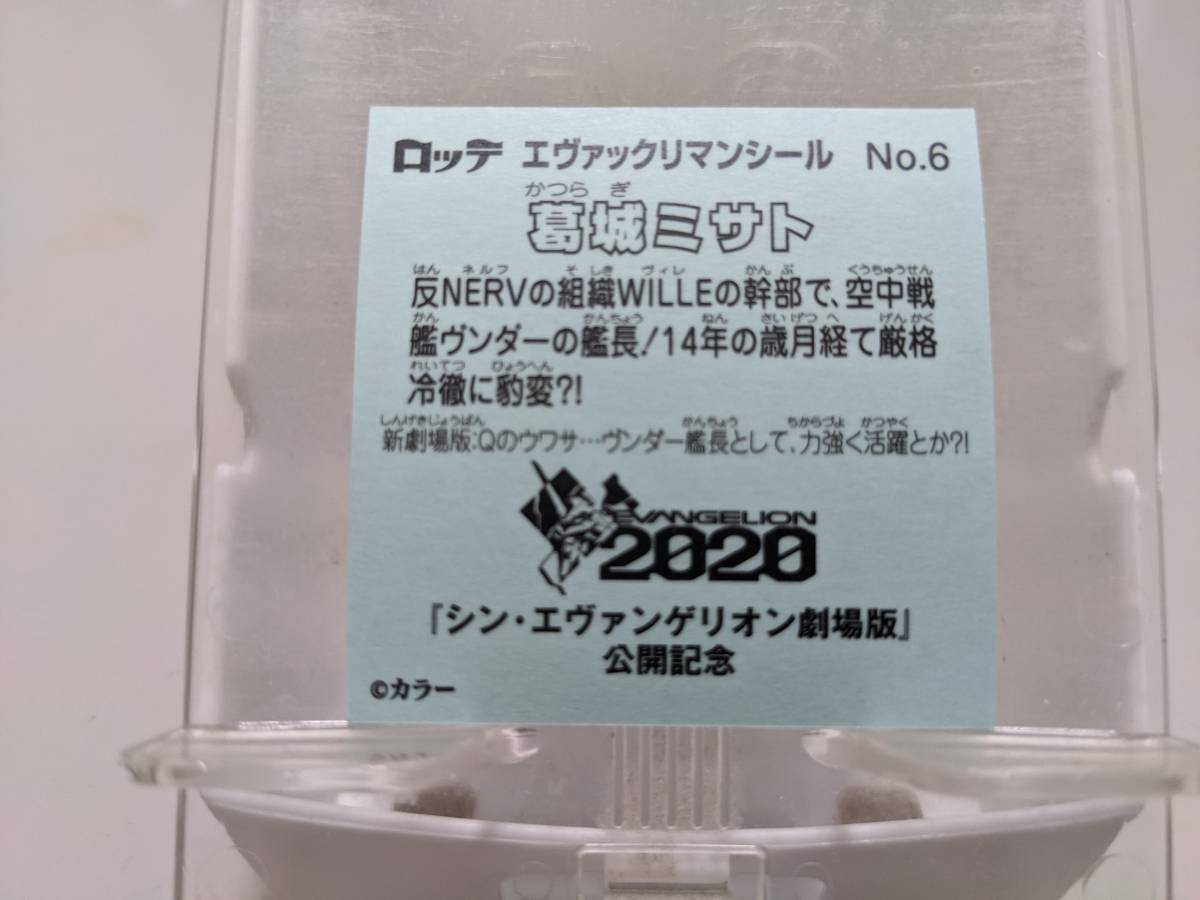 ロッテ エヴァックリマンシール No.6
かつら ぎ
葛城ミサト
はん ネルフ そ しき ヴィレ かん ぶ くうちゅうせん
反NERVの組織WILLEの幹部で、空中戦
かん かんちょう ねん さい げつ へ げん かく
艦ヴンダーの艦長!14年の歳月経て厳格
れいてつ ひょうへん
冷徹に豹変?!
しんげきじょうばん かんちょう ちからづよ かつやく
新劇場版:Qのウワサ…ヴンダー艦長として、力強く活躍とか?!
EVANGELION
2020
『シン・エヴァンゲリオン劇場版』
公開記念
©カラー